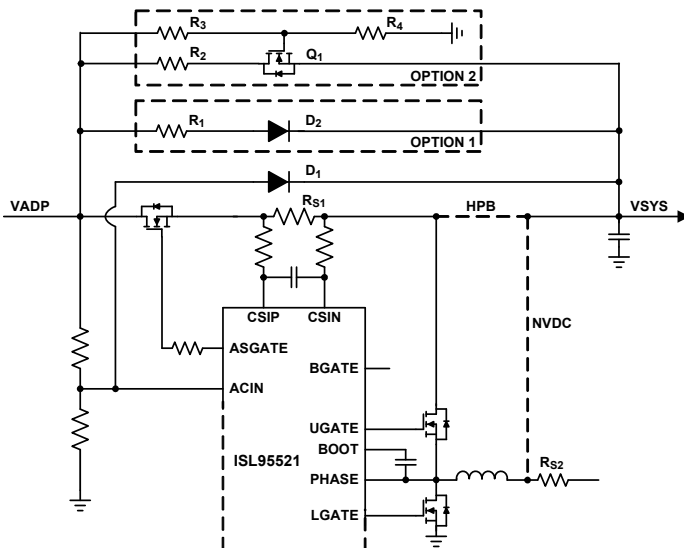 R3
R4
R2
Q1
OPTION 2
R1
D2
OPTION 1
D1
VADP
RS1
HPB
VSYS
CSIP
CSIN
NVDC
ASGATE
BGATE
ACIN
UGATE
BOOT
ISL95521
PHASE
RS2
LGATE